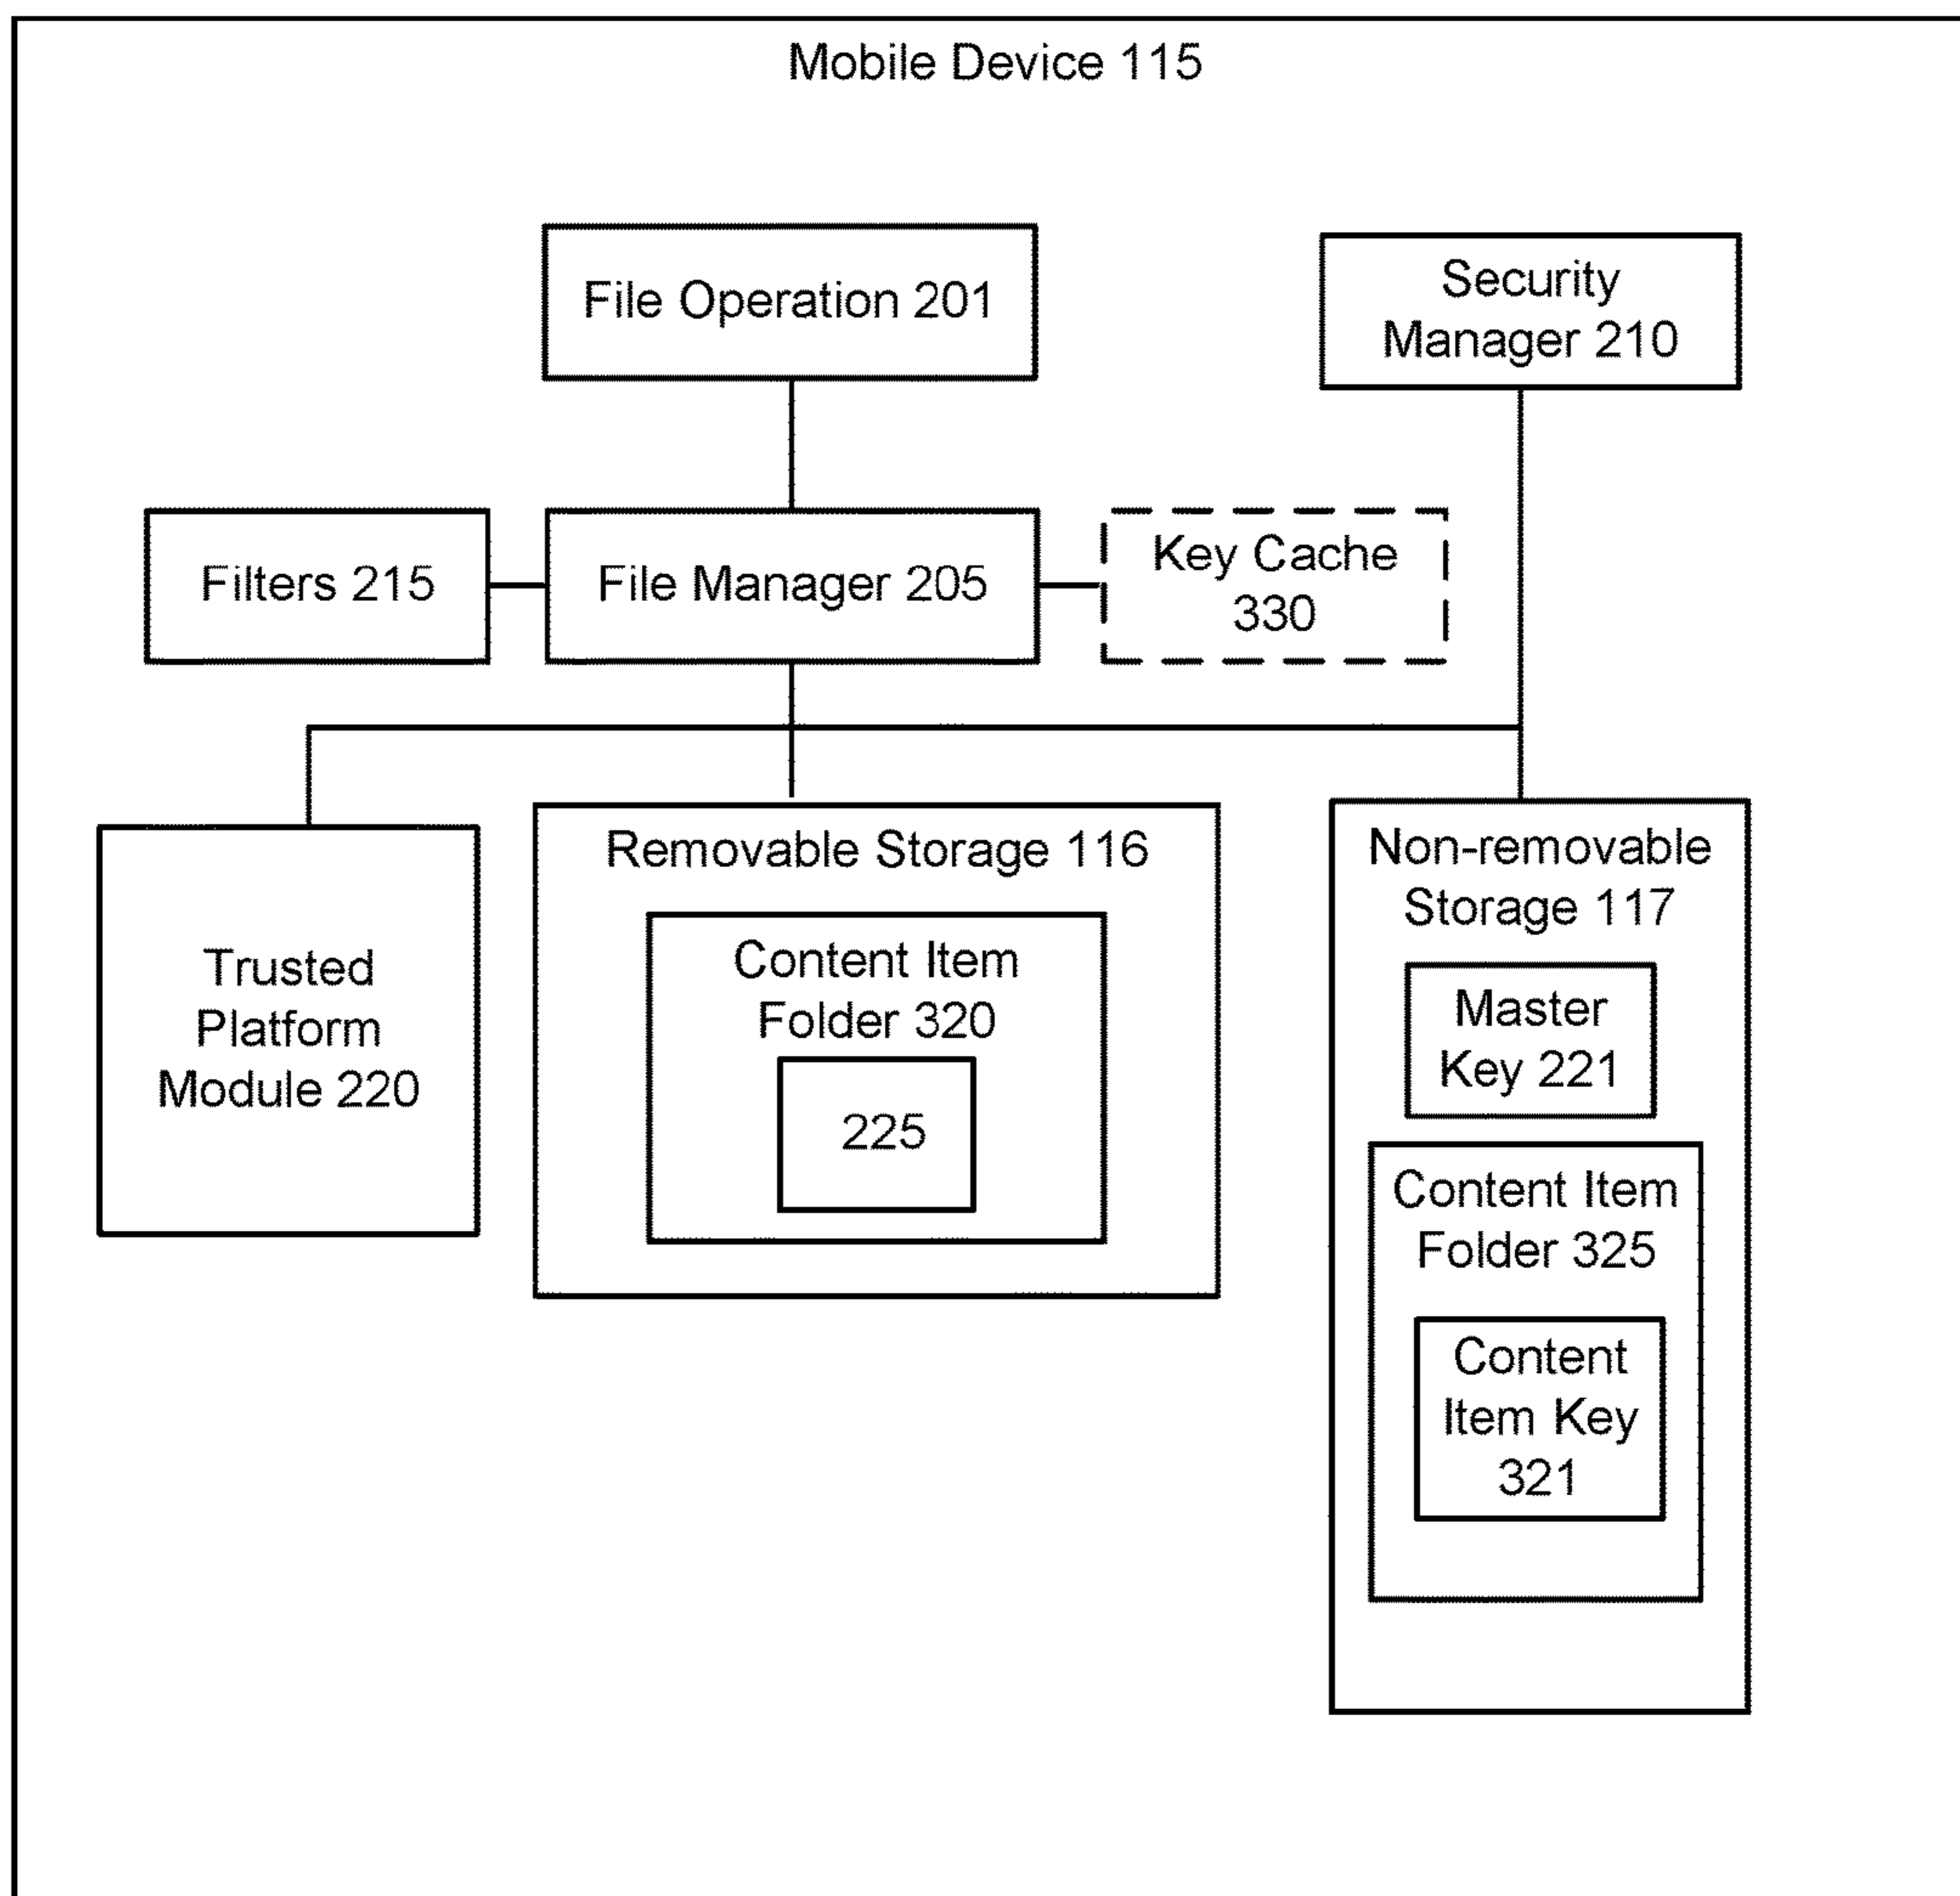 Mobile Device 115
File Operation 201
Security
Manager 210
Filters 215
File Manager 205
Key Cache
330
Trusted
Platform
Module 220
Removable Storage 116
Content Item
Folder 320
225
Non-removable
Storage 117
Master
Key 221
Content Item
Folder 325
Content
Item Key
321